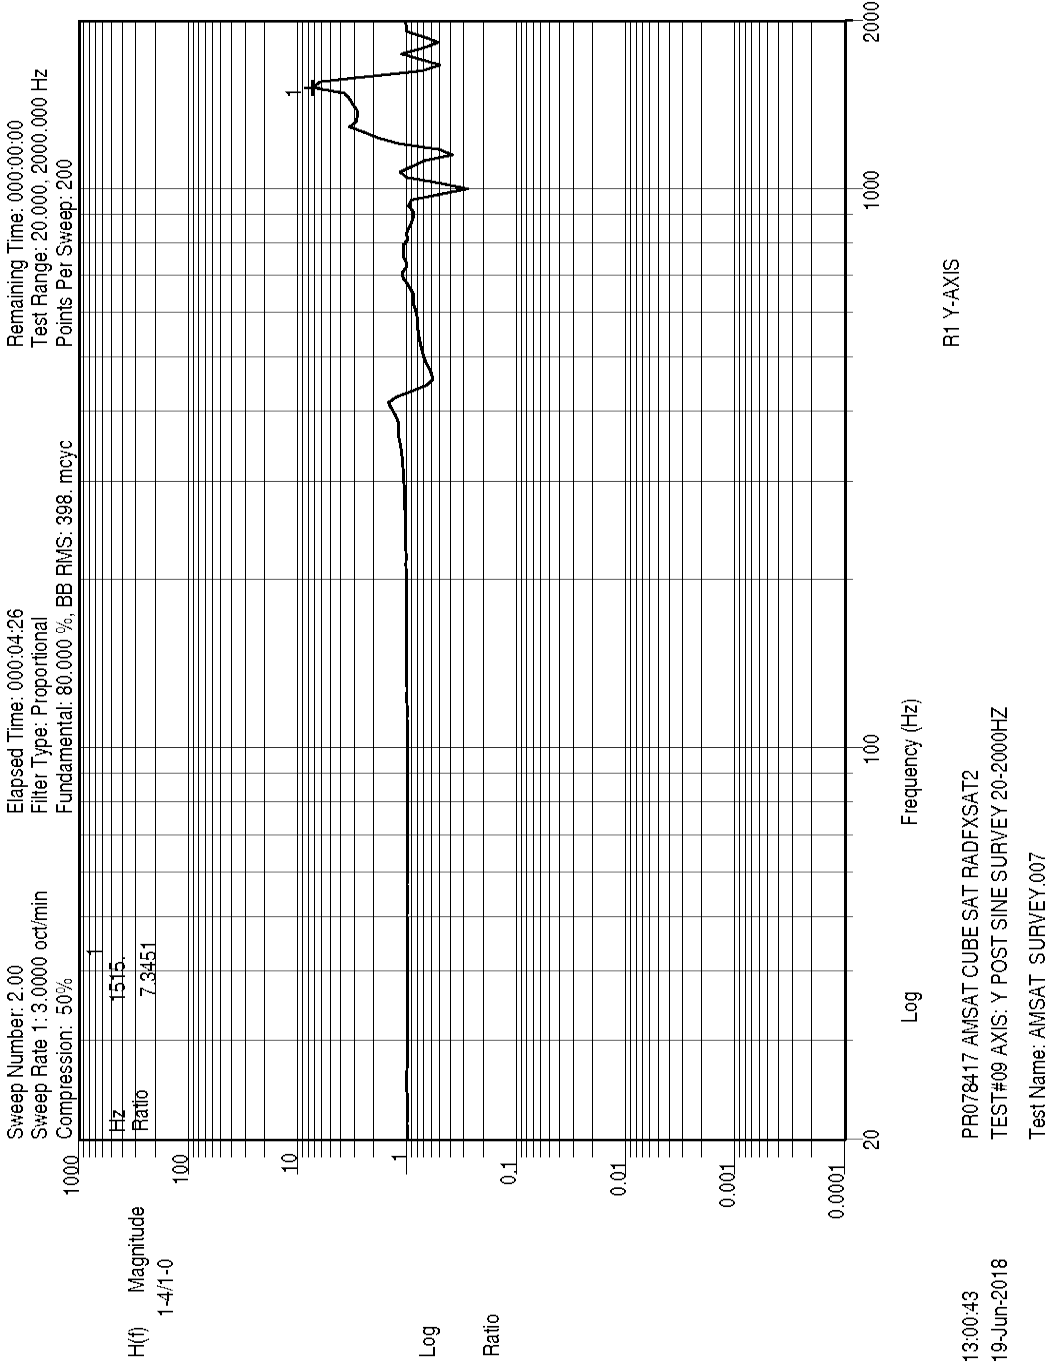 Sweep Number: 2.00 Elapsed Time: 000:04:26 Remaining Time: 000:00:00
Sweep Rate 1: 3.0000 oct/min Filter Type: Proportional Test Range: 20.000, 2000.000 Hz
Compression: 50% Fundamental: 80.000 %, BB RMS: 398. mcyc Points Per Sweep: 200
1
Hz 1515.
Ratio 7.3451
1
H(f) Magnitude
1-4/1-0
Log
Ratio
1000
100
10
1
0.1
0.01
0.001
0.0001
20 100 1000 2000
Log Frequency (Hz)
R1 Y-AXIS
13:00:43 PR078417 AMSAT CUBE SAT RADFXSAT2
19-Jun-2018 TEST#09 AXIS: Y POST SINE SURVEY 20-2000HZ
Test Name: AMSAT_SURVEY.007